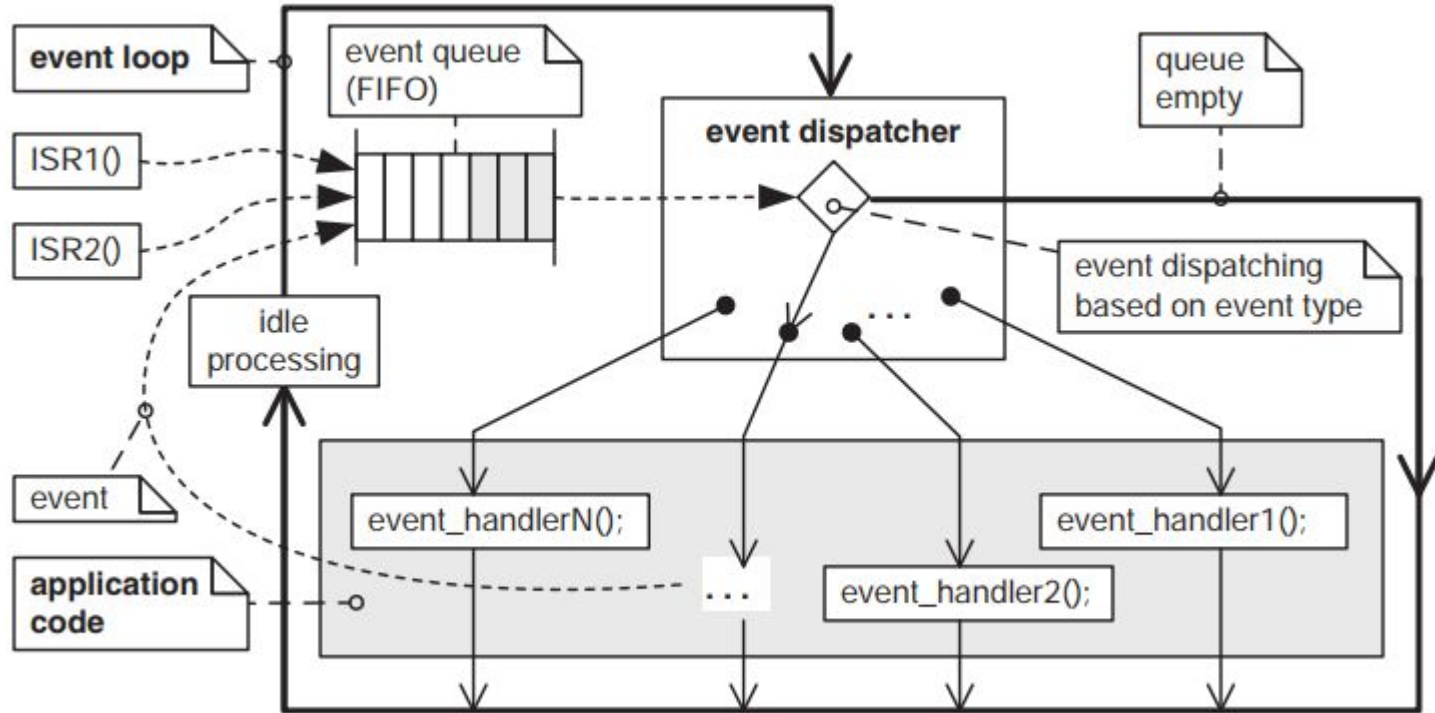 event loop
event queue
(FIFO)
queue
empty
event dispatcher
ISR1()
ISR2()
event dispatching
based on event type
...
idle
processing
event
event_handlerN();
event_handler1();
...
event_handler2();
application
code